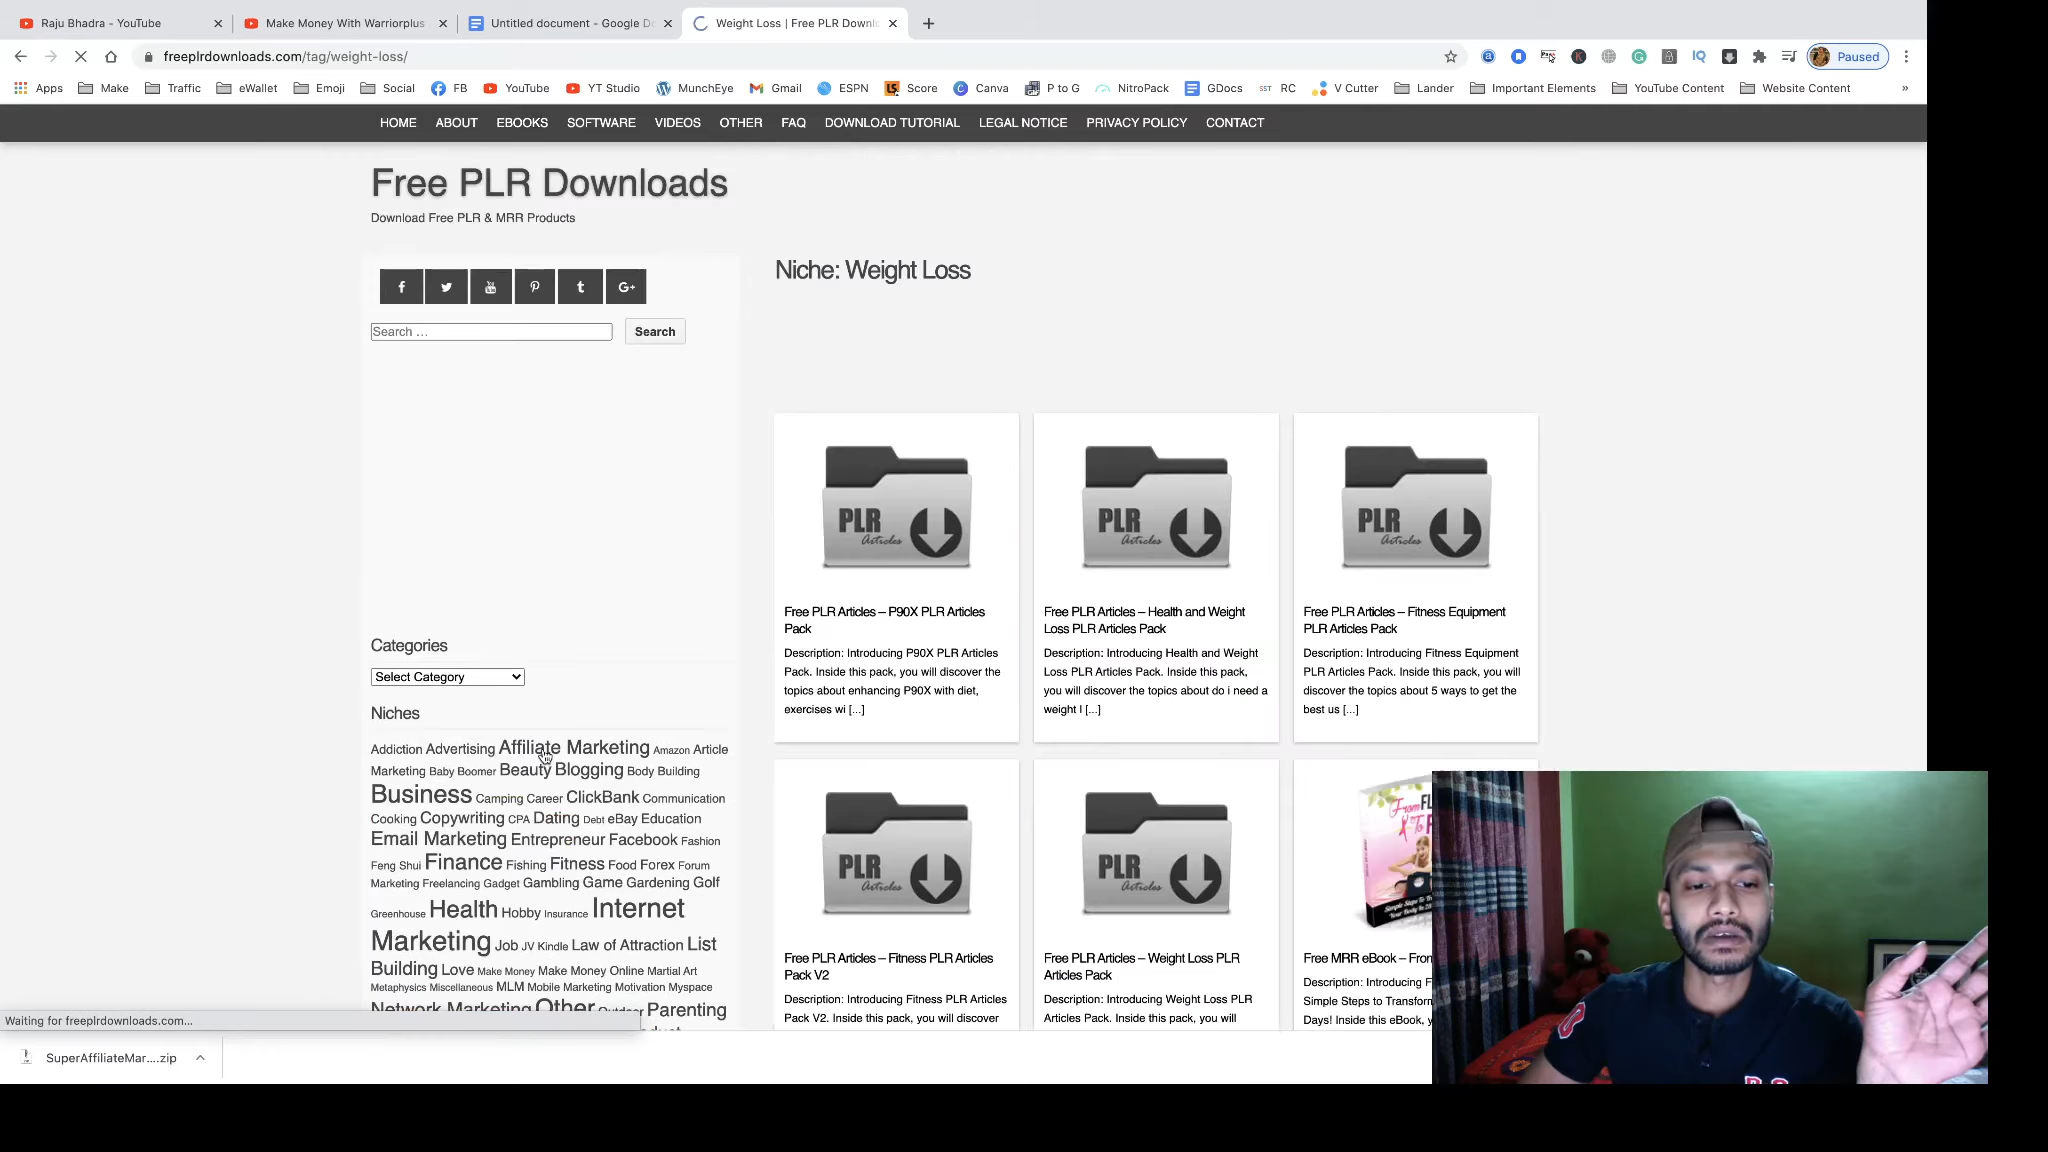 Raju Bhadra - YouTube
Make Money With Warriorplus
Untitled document - Google Do
Weight Loss | Free PLR Downl
freeplrdownloads.com/tag/weight-loss/
Paused
Apps Make Traffic eWallet Emoji Social FB YouTube YT Studio MunchEye Gmail ESPN Score Canva P to G NitroPack GDocs SST RC V Cutter Lander Important Elements YouTube Content Website Content »
HOME ABOUT EBOOKS SOFTWARE VIDEOS OTHER FAQ DOWNLOAD TUTORIAL LEGAL NOTICE PRIVACY POLICY CONTACT
Free PLR Downloads
Download Free PLR & MRR Products
Search …
Search
Categories
Select Category
Niches
Addiction Advertising Affiliate Marketing Amazon Article
Marketing Baby Boomer Beauty Blogging Body Building
Business Camping Career ClickBank Communication
Cooking Copywriting CPA Dating Debt eBay Education
Email Marketing Entrepreneur Facebook Fashion
Feng Shui Finance Fishing Fitness Food Forex Forum
Marketing Freelancing Gadget Gambling Game Gardening Golf
Greenhouse Health Hobby Insurance Internet
Marketing Job JV Kindle Law of Attraction List
Building Love Make Money Make Money Online Martial Art
Metaphysics Miscellaneous MLM Mobile Marketing Motivation Myspace
Network Marketing Other Outdoor Parenting
Niche: Weight Loss
PLR
Articles
Free PLR Articles – P90X PLR Articles
Pack
Description: Introducing P90X PLR Articles
Pack. Inside this pack, you will discover the
topics about enhancing P90X with diet,
exercises wi [...]
PLR
Articles
Free PLR Articles – Health and Weight
Loss PLR Articles Pack
Description: Introducing Health and Weight
Loss PLR Articles Pack. Inside this pack,
you will discover the topics about do i need a
weight l [...]
PLR
Articles
Free PLR Articles – Fitness Equipment
PLR Articles Pack
Description: Introducing Fitness Equipment
PLR Articles Pack. Inside this pack, you will
discover the topics about 5 ways to get the
best us [...]
PLR
Articles
Free PLR Articles – Fitness PLR Articles
Pack V2
Description: Introducing Fitness PLR Articles
Pack V2. Inside this pack, you will discover
PLR
Articles
Free PLR Articles – Weight Loss PLR
Articles Pack
Description: Introducing Weight Loss PLR
Articles Pack. Inside this pack, you will
Free MRR eBook – Fron
Description: Introducing F
Simple Steps to Transforn
Days! Inside this eBook, y
Waiting for freeplrdownloads.com...
SuperAffiliateMar....zip